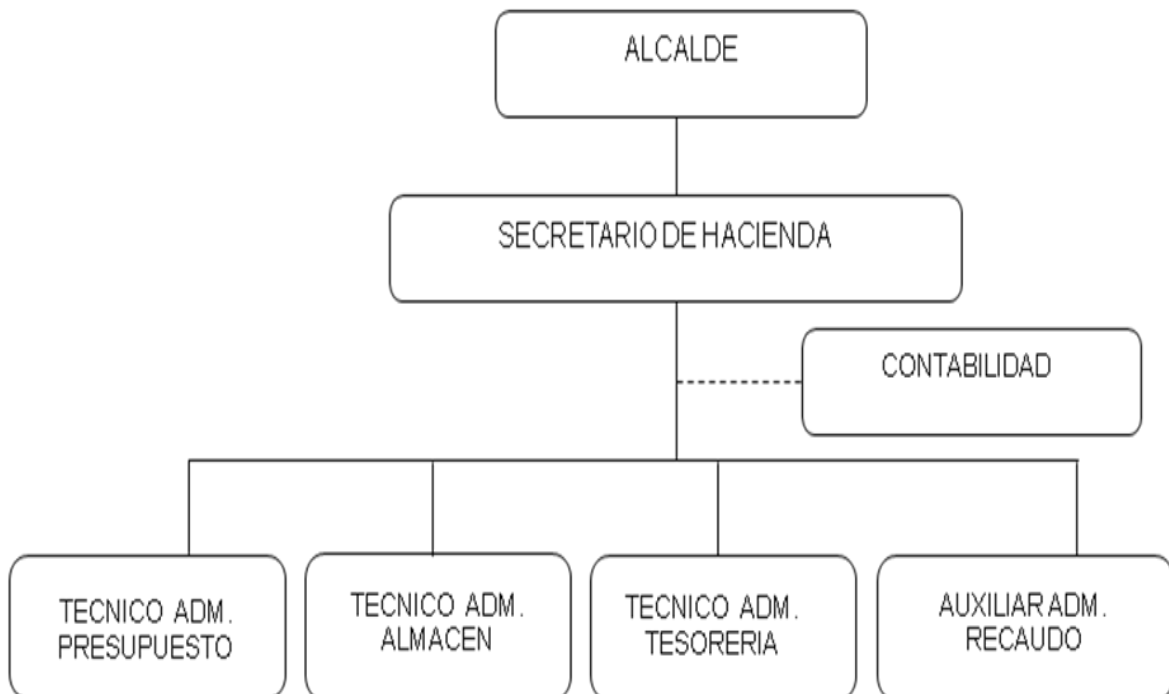 ALCALDE
SECRETARIO DE HACIENDA
CONTABILIDAD
TECNICO ADM.
PRESUPUESTO
TECNICO ADM.
ALMACEN
TECNICO ADM.
TESORERIA
AUXILIAR ADM.
RECAUDO